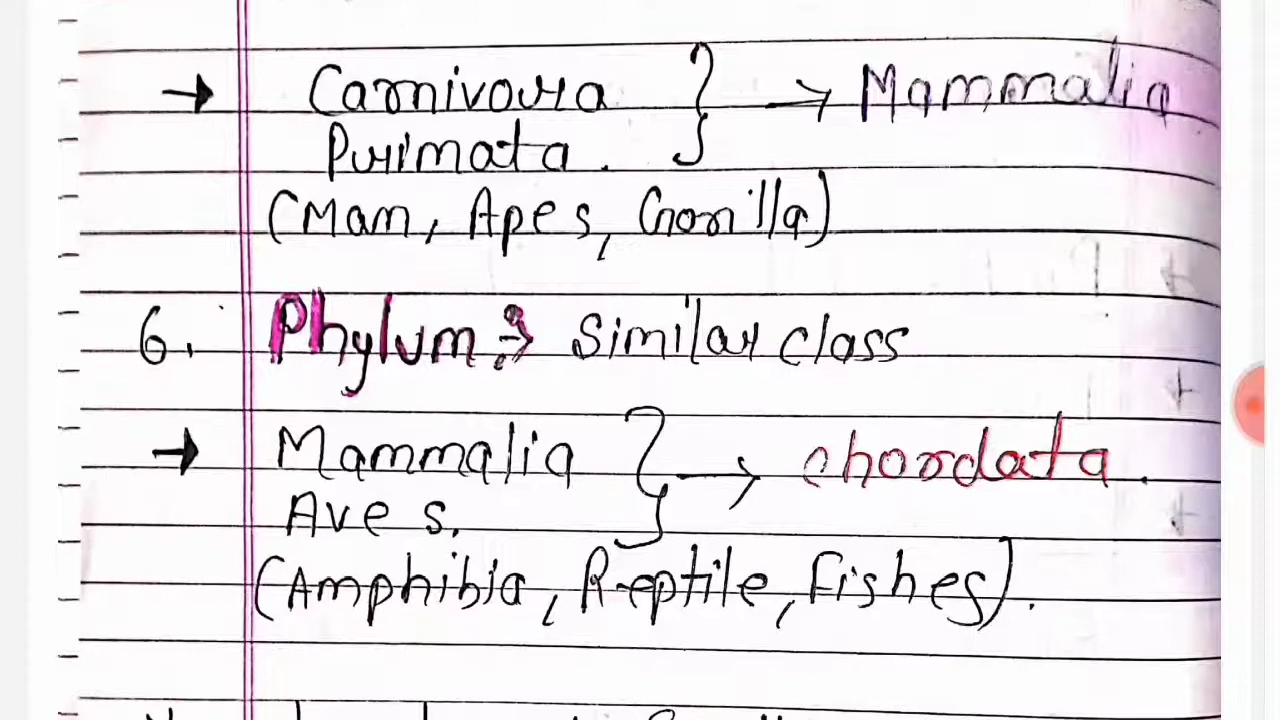 → Carnivora } → Mammalia
Primata.
(Man, Apes, Gorilla)
6. Phylum :→ Similar class
→ Mammalia } → chordata.
Aves.
(Amphibia, Reptile, Fishes).